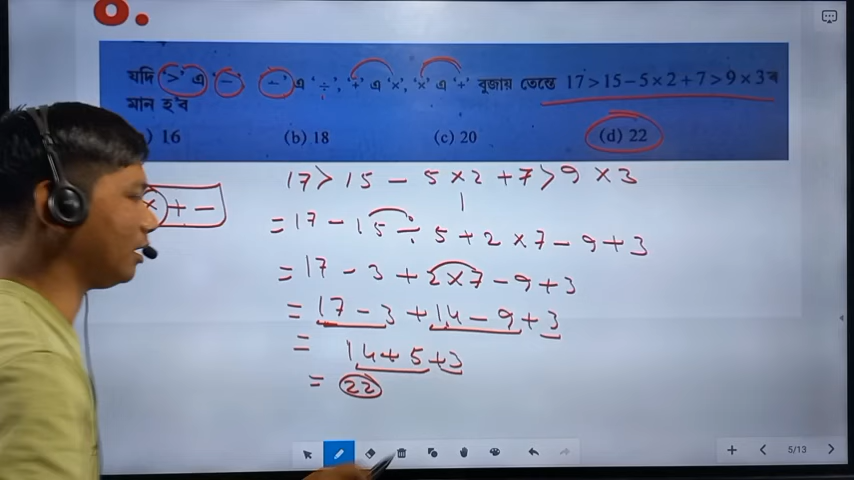 ০.
যদি '>' এ '−', '−' এ '÷', '+' এ '×', '×' এ '+' বুজায় তেন্তে 17 > 15 − 5 × 2 + 7 > 9 × 3 ৰ
মান হ'ব
) 16 (b) 18 (c) 20 (d) 22
17 > 15 − 5 × 2 + 7 > 9 × 3
× + −
= 17 − 15 ÷ 5 + 2 × 7 − 9 + 3
= 17 − 3 + 2 × 7 − 9 + 3
= 17 − 3 + 14 − 9 + 3
= 14 + 5 + 3
= 22
5/13